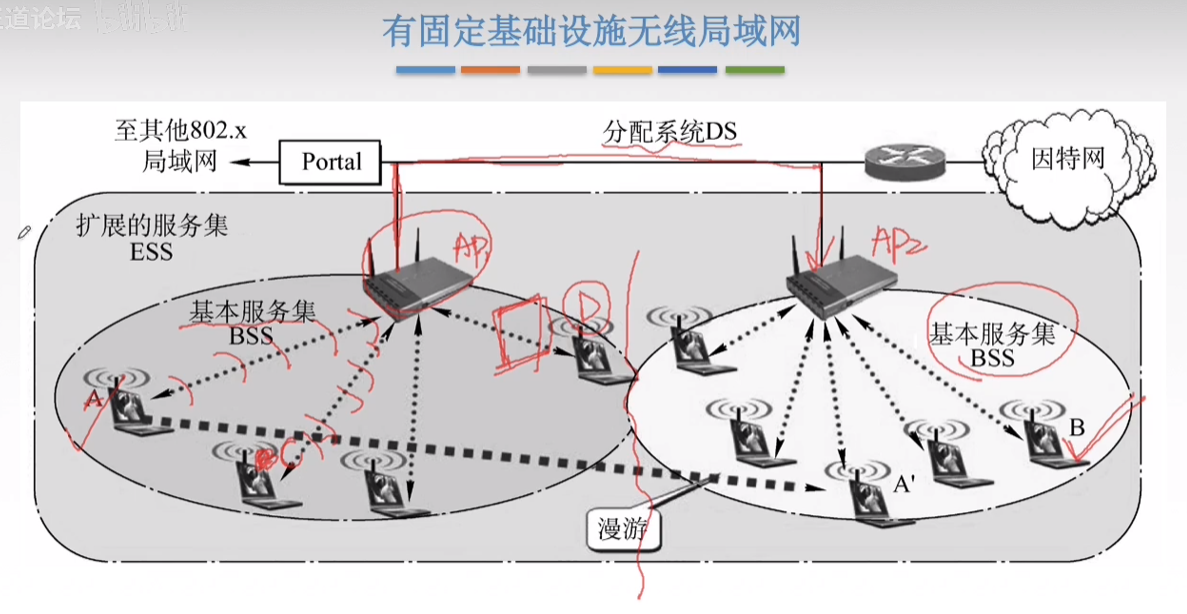 王道论坛
有固定基础设施无线局域网
至其他802.x
局域网
Portal
分配系统DS
因特网
扩展的服务集
ESS
AP1
AP2
基本服务集
BSS
D
基本服务集
BSS
A
C
B
A'
漫游